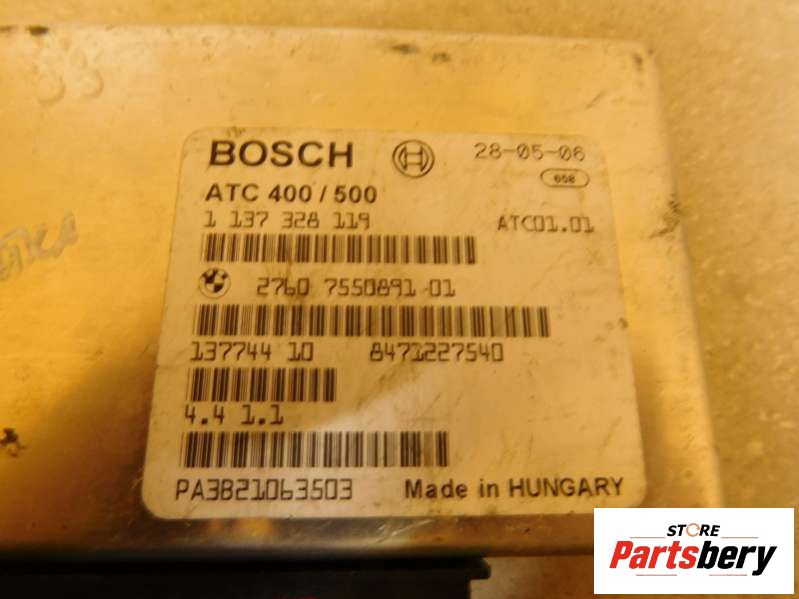 BOSCH
28-05-06
658
ATC 400 / 500
1 137 328 119
ATC01.01
2760 7550891 01
137744 10 8471227540
4.4 1.1
PA3821063503
Made in HUNGARY
STORE
Partsbery